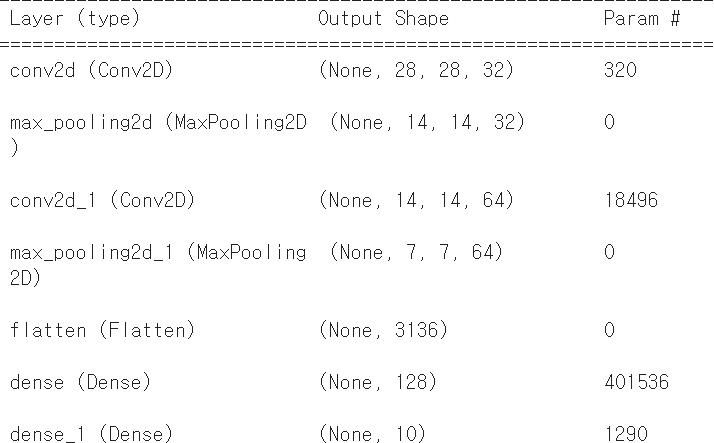 Layer (type) Output Shape Param #
=================================================================
conv2d (Conv2D) (None, 28, 28, 32) 320
max_pooling2d (MaxPooling2D (None, 14, 14, 32) 0
)
conv2d_1 (Conv2D) (None, 14, 14, 64) 18496
max_pooling2d_1 (MaxPooling (None, 7, 7, 64) 0
2D)
flatten (Flatten) (None, 3136) 0
dense (Dense) (None, 128) 401536
dense_1 (Dense) (None, 10) 1290